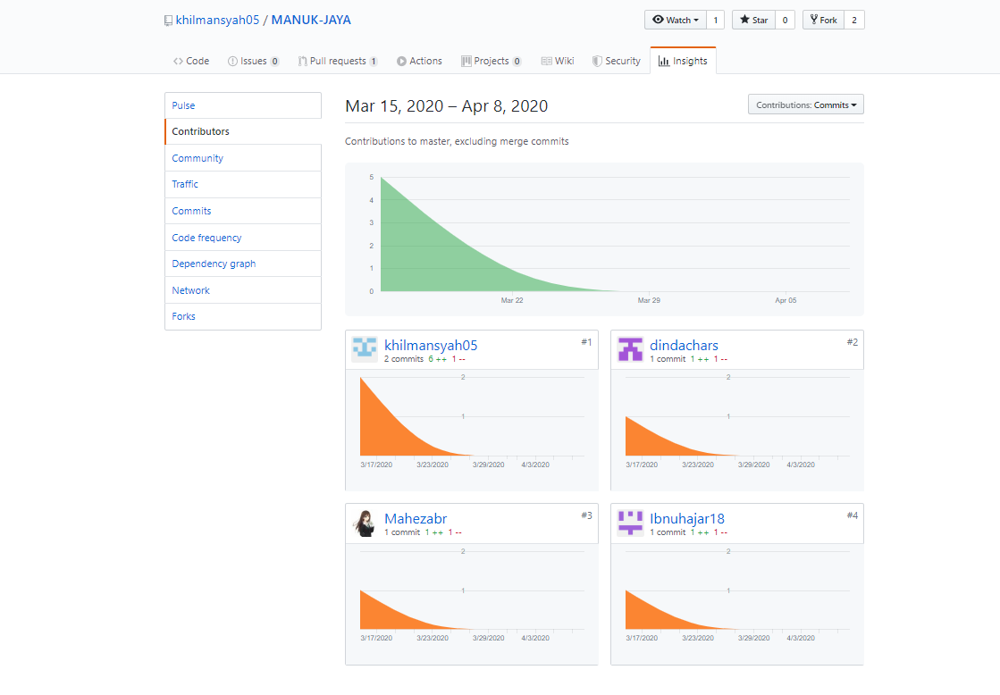 khilmansyah05 / MANUK-JAYA
Watch 1 Star 0 Fork 2
Code Issues 0 Pull requests 1 Actions Projects 0 Wiki Security Insights
Pulse
Contributors
Community
Traffic
Commits
Code frequency
Dependency graph
Network
Forks
Mar 15, 2020 – Apr 8, 2020
Contributions: Commits
Contributions to master, excluding merge commits
5
4
3
2
1
0
Mar 22 Mar 29 Apr 05
khilmansyah05 #1
2 commits 6 ++ 1 --
2
1
3/17/2020 3/23/2020 3/29/2020 4/3/2020
dindachars #2
1 commit 1 ++ 1 --
2
1
3/17/2020 3/23/2020 3/29/2020 4/3/2020
Mahezabr #3
1 commit 1 ++ 1 --
2
1
3/17/2020 3/23/2020 3/29/2020 4/3/2020
Ibnuhajar18 #4
1 commit 1 ++ 1 --
2
1
3/17/2020 3/23/2020 3/29/2020 4/3/2020